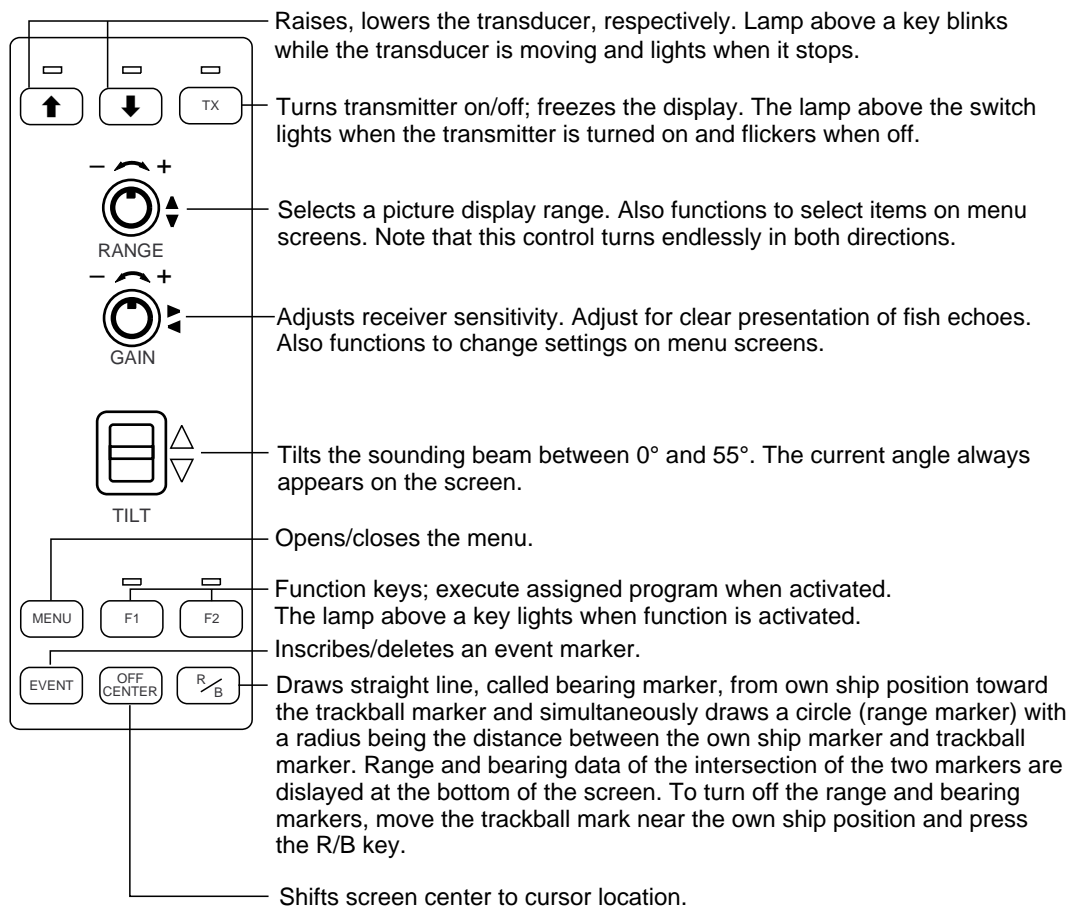 Raises, lowers the transducer, respectively. Lamp above a key blinks
while the transducer is moving and lights when it stops.
TX
Turns transmitter on/off; freezes the display. The lamp above the switch
lights when the transmitter is turned on and flickers when off.
− +
RANGE
Selects a picture display range. Also functions to select items on menu
screens. Note that this control turns endlessly in both directions.
− +
GAIN
Adjusts receiver sensitivity. Adjust for clear presentation of fish echoes.
Also functions to change settings on menu screens.
TILT
Tilts the sounding beam between 0° and 55°. The current angle always
appears on the screen.
Opens/closes the menu.
MENU
F1
F2
Function keys; execute assigned program when activated.
The lamp above a key lights when function is activated.
Inscribes/deletes an event marker.
EVENT
OFF
CENTER
R/B
Draws straight line, called bearing marker, from own ship position toward
the trackball marker and simultaneously draws a circle (range marker) with
a radius being the distance between the own ship marker and trackball
marker. Range and bearing data of the intersection of the two markers are
dislayed at the bottom of the screen. To turn off the range and bearing
markers, move the trackball mark near the own ship position and press
the R/B key.
Shifts screen center to cursor location.